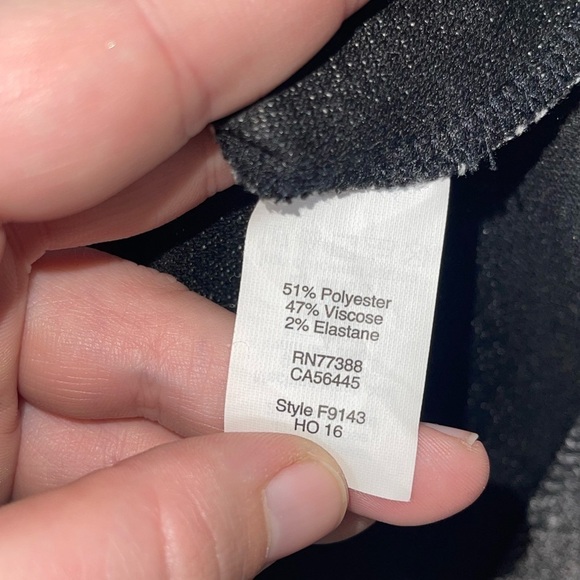 51% Polyester
47% Viscose
2% Elastane
RN77388
CA56445
Style F9143
HO 16